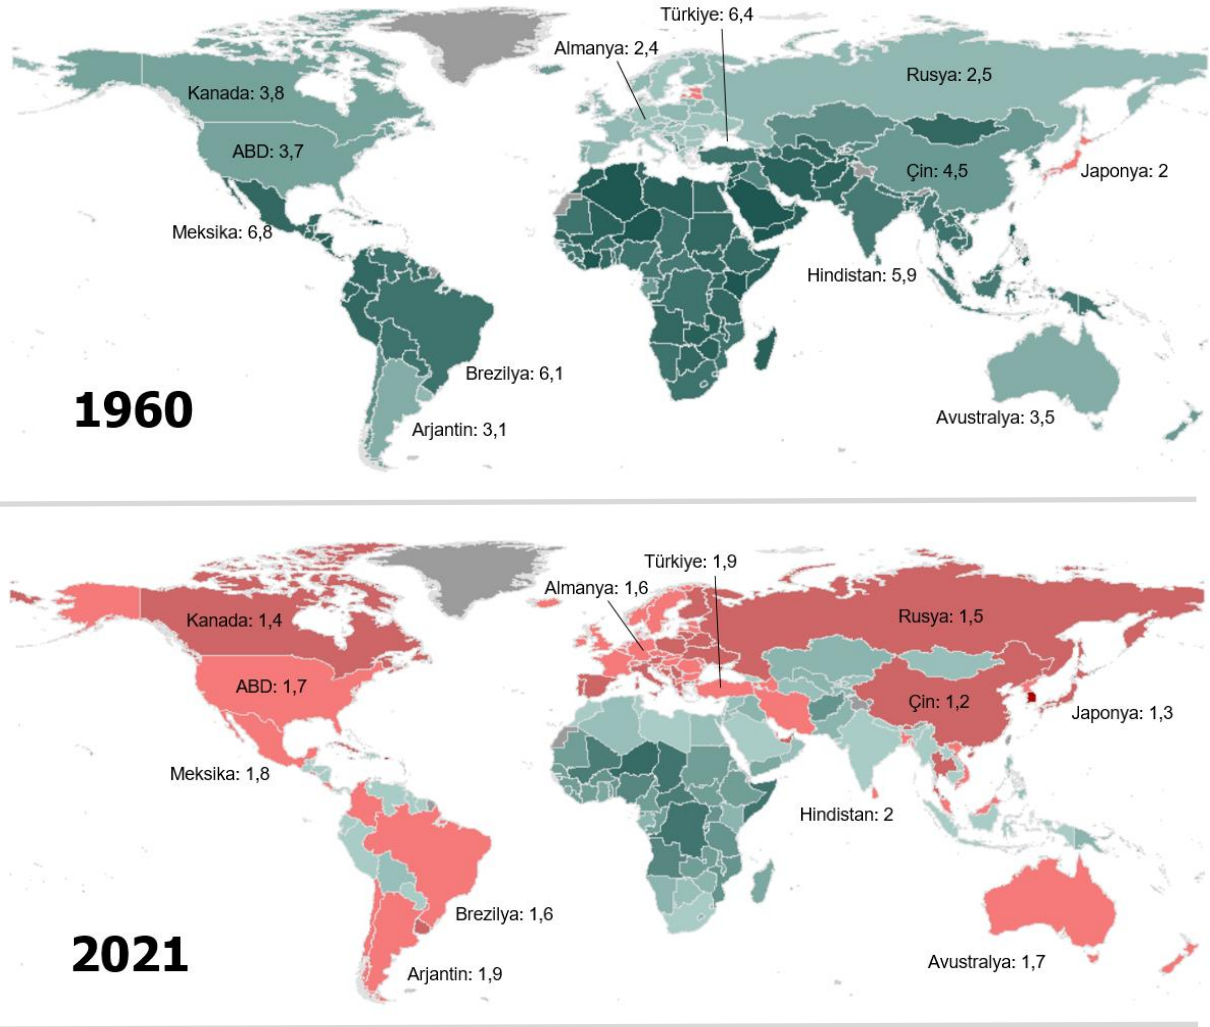 Türkiye: 6,4
Almanya: 2,4
Rusya: 2,5
Kanada: 3,8
ABD: 3,7
Çin: 4,5
Japonya: 2
Meksika: 6,8
Hindistan: 5,9
Brezilya: 6,1
1960
Avustralya: 3,5
Arjantin: 3,1
Türkiye: 1,9
Almanya: 1,6
Rusya: 1,5
Kanada: 1,4
ABD: 1,7
Çin: 1,2
Japonya: 1,3
Meksika: 1,8
Hindistan: 2
Brezilya: 1,6
2021
Avustralya: 1,7
Arjantin: 1,9